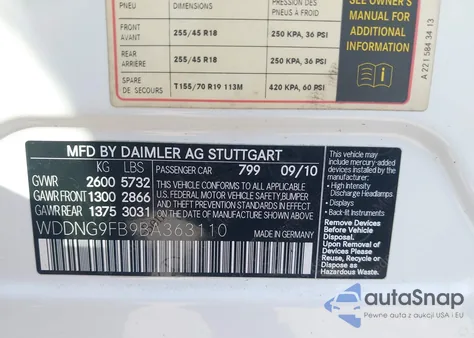 PNEU DIMENSIONS PRESSION DES PNEUS À FROID
FRONT AVANT 255/45 R18 250 KPA, 36 PSI
REAR ARRIÈRE 255/45 R18 250 KPA, 36 PSI
SPARE DE SECOURS T155/70 R19 113M 420 KPA, 60 PSI
SEE OWNER'S
MANUAL FOR
ADDITIONAL
INFORMATION
A 221 584 34 13
MFD BY DAIMLER AG STUTTGART
KG LBS PASSENGER CAR 799 09/10
GVWR 2600 5732
GAWR FRONT 1300 2866
GAWR REAR 1375 3031
THIS VEHICLE CONFORMS TO ALL APPLICABLE
U.S. FEDERAL MOTOR VEHICLE SAFETY,BUMPER
AND THEFT PREVENTION STANDARDS IN
EFFECT ON THE DATE OF MANUFACTURE
SHOWN ABOVE.
WDDNG9FB9BA363110
This vehicle may include
mercury-added devices
installed by the manufacturer:
• High Intensity Discharge
Headlamps
• Back-lit Instruments
Remove Devices
Before Vehicle Disposal.
Upon Removal of Devices
Please Reuse, Recycle or
Dispose as
Hazardous Waste.
autoSnap
Pewne auta z aukcji USA i EU